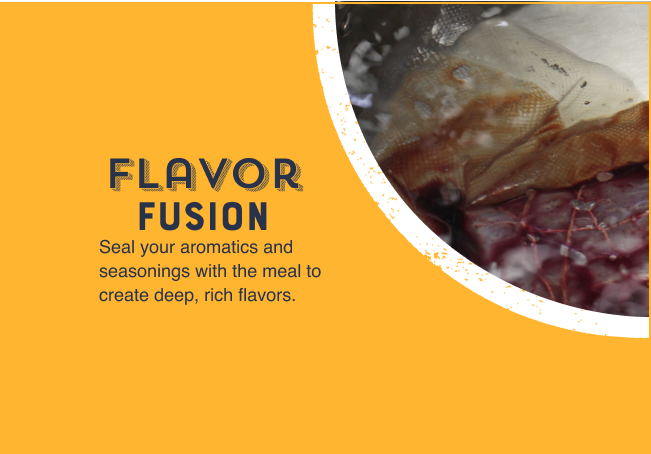 FLAVOR
FUSION
Seal your aromatics and
seasonings with the meal to
create deep, rich flavors.